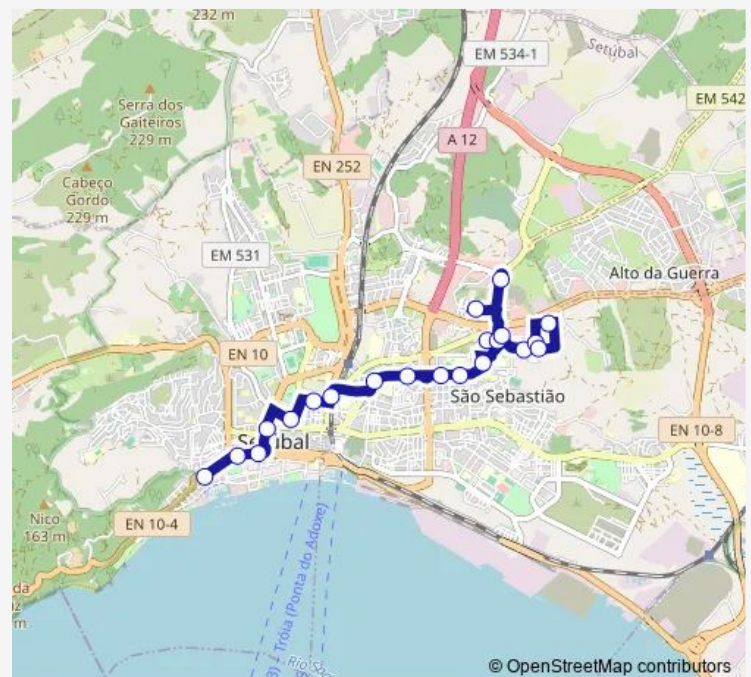 232 m
EM 534-1
Setúbal
Serra dos
Gaiteiros
229 m
EM 542
A 12
EN 252
Cabeço
Gordo
229 m
EM 531
Alto da Guerra
EN 10
São Sebastião
EN 10-8
Setúbal
Nico
163 m
EN 10-4
Tróia (Ponta do Adoxe)
© OpenStreetMap contributors